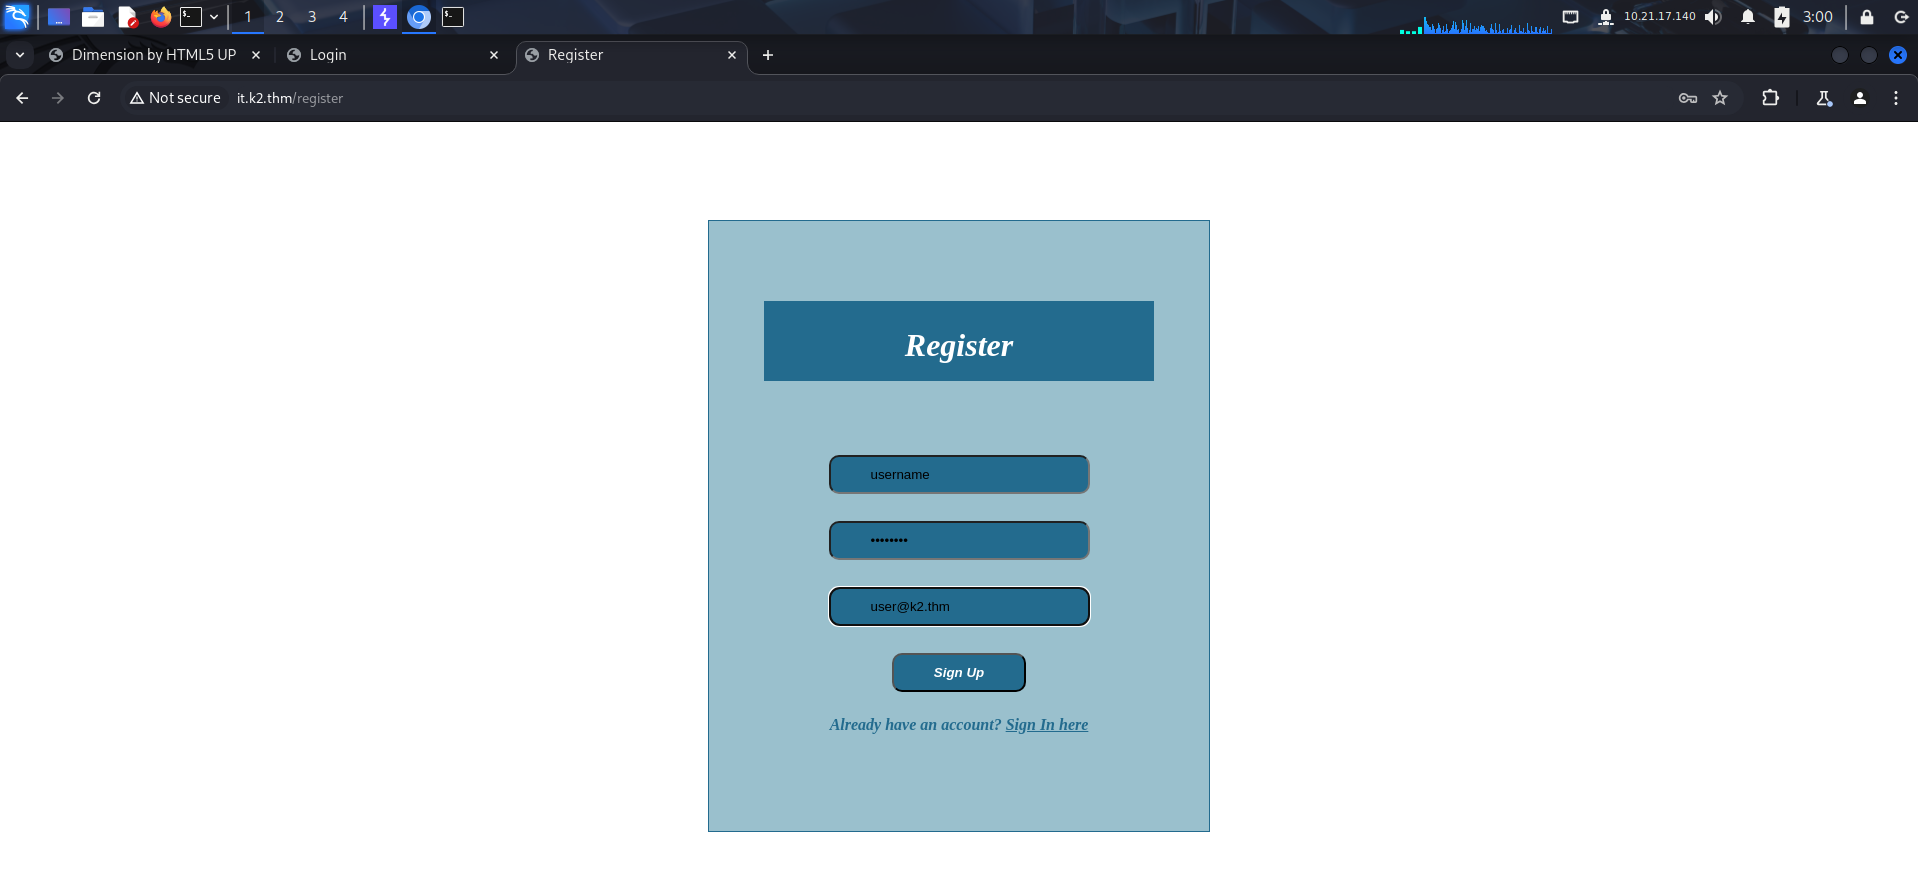 1 2 3 4 10.21.17.140 3:00
Dimension by HTML5 UP Login Register
Not secure it.k2.thm/register
Register
username
••••••••
user@k2.thm
Sign Up
Already have an account? Sign In here